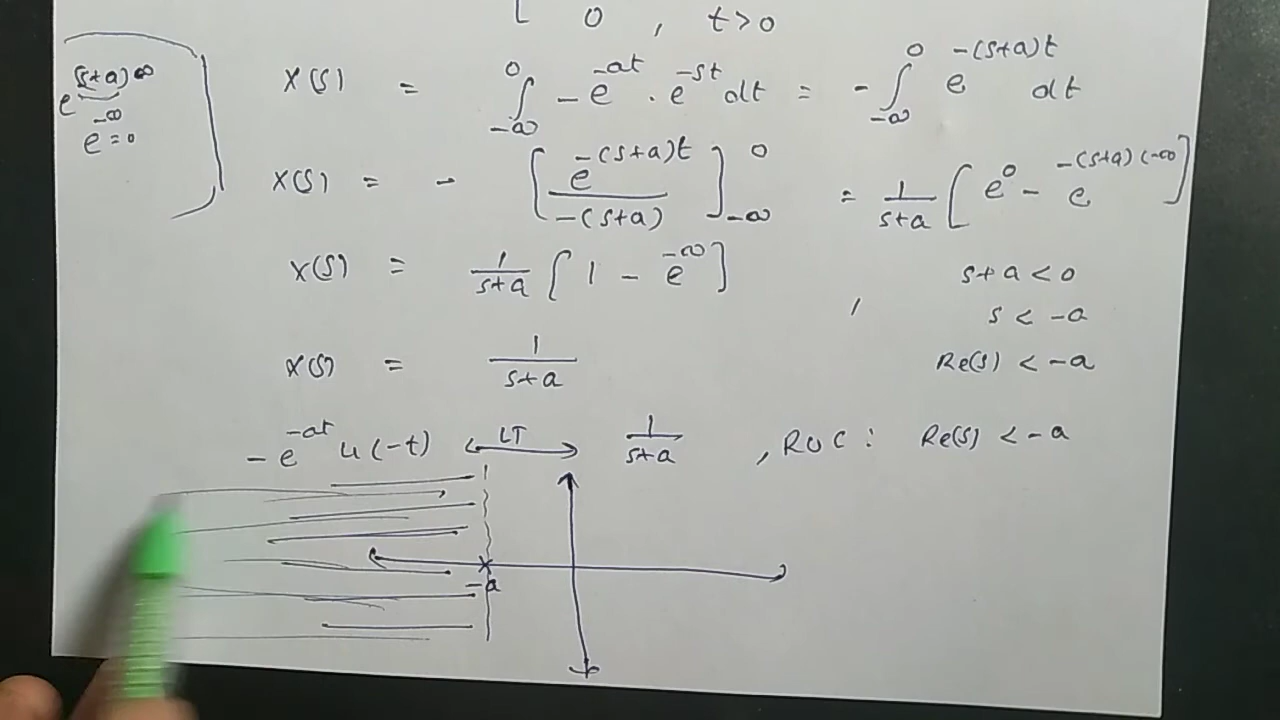 [ 0 , t>0
e^{(s+a)∞}
e^{-∞} = 0
X(s) = ∫_{-∞}^{0} -e^{-at} . e^{-st} dt = - ∫_{-∞}^{0} e^{-(s+a)t} dt
X(s) = - [ e^{-(s+a)t} / -(s+a) ]_{-∞}^{0} = 1/(s+a) [ e^{0} - e^{-(s+a)(-∞)} ]
X(s) = 1/(s+a) [ 1 - e^{-∞} ] , s+a < 0
s < -a
X(s) = 1/(s+a) Re(s) < -a
-e^{-at} u(-t) ←LT→ 1/(s+a) , ROC : Re(s) < -a
-a